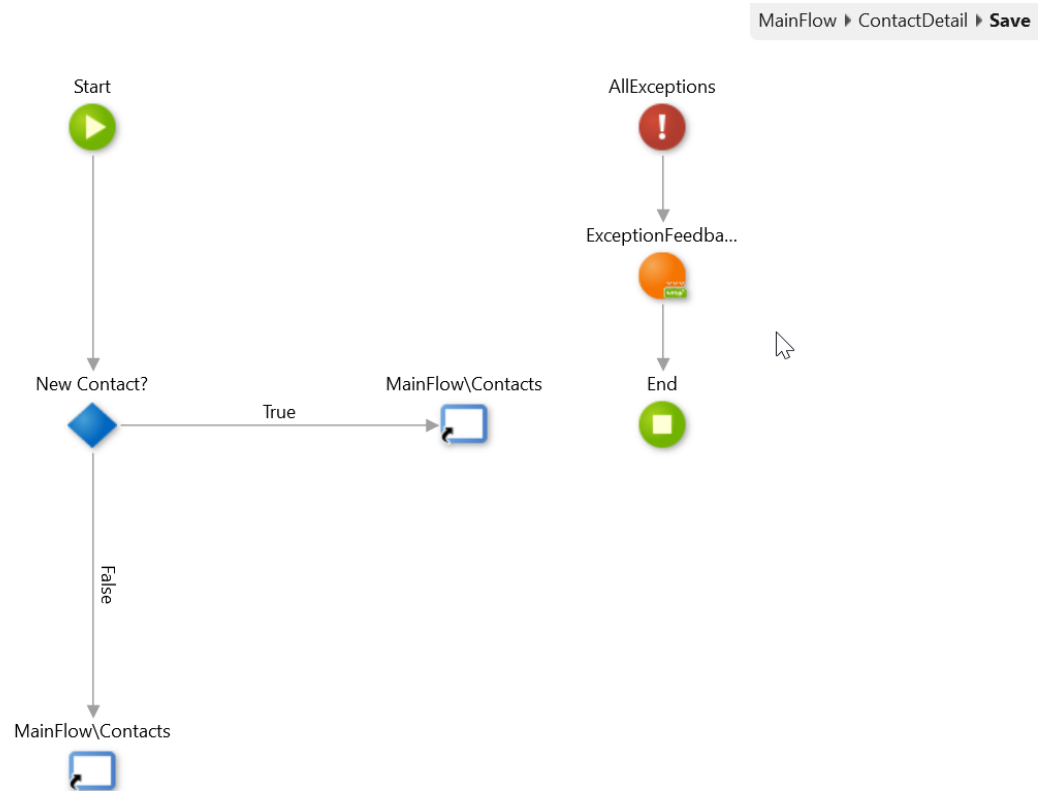 MainFlow ContactDetail Save
Start
AllExceptions
ExceptionFeedba...
New Contact?
True
MainFlow\Contacts
End
False
MainFlow\Contacts